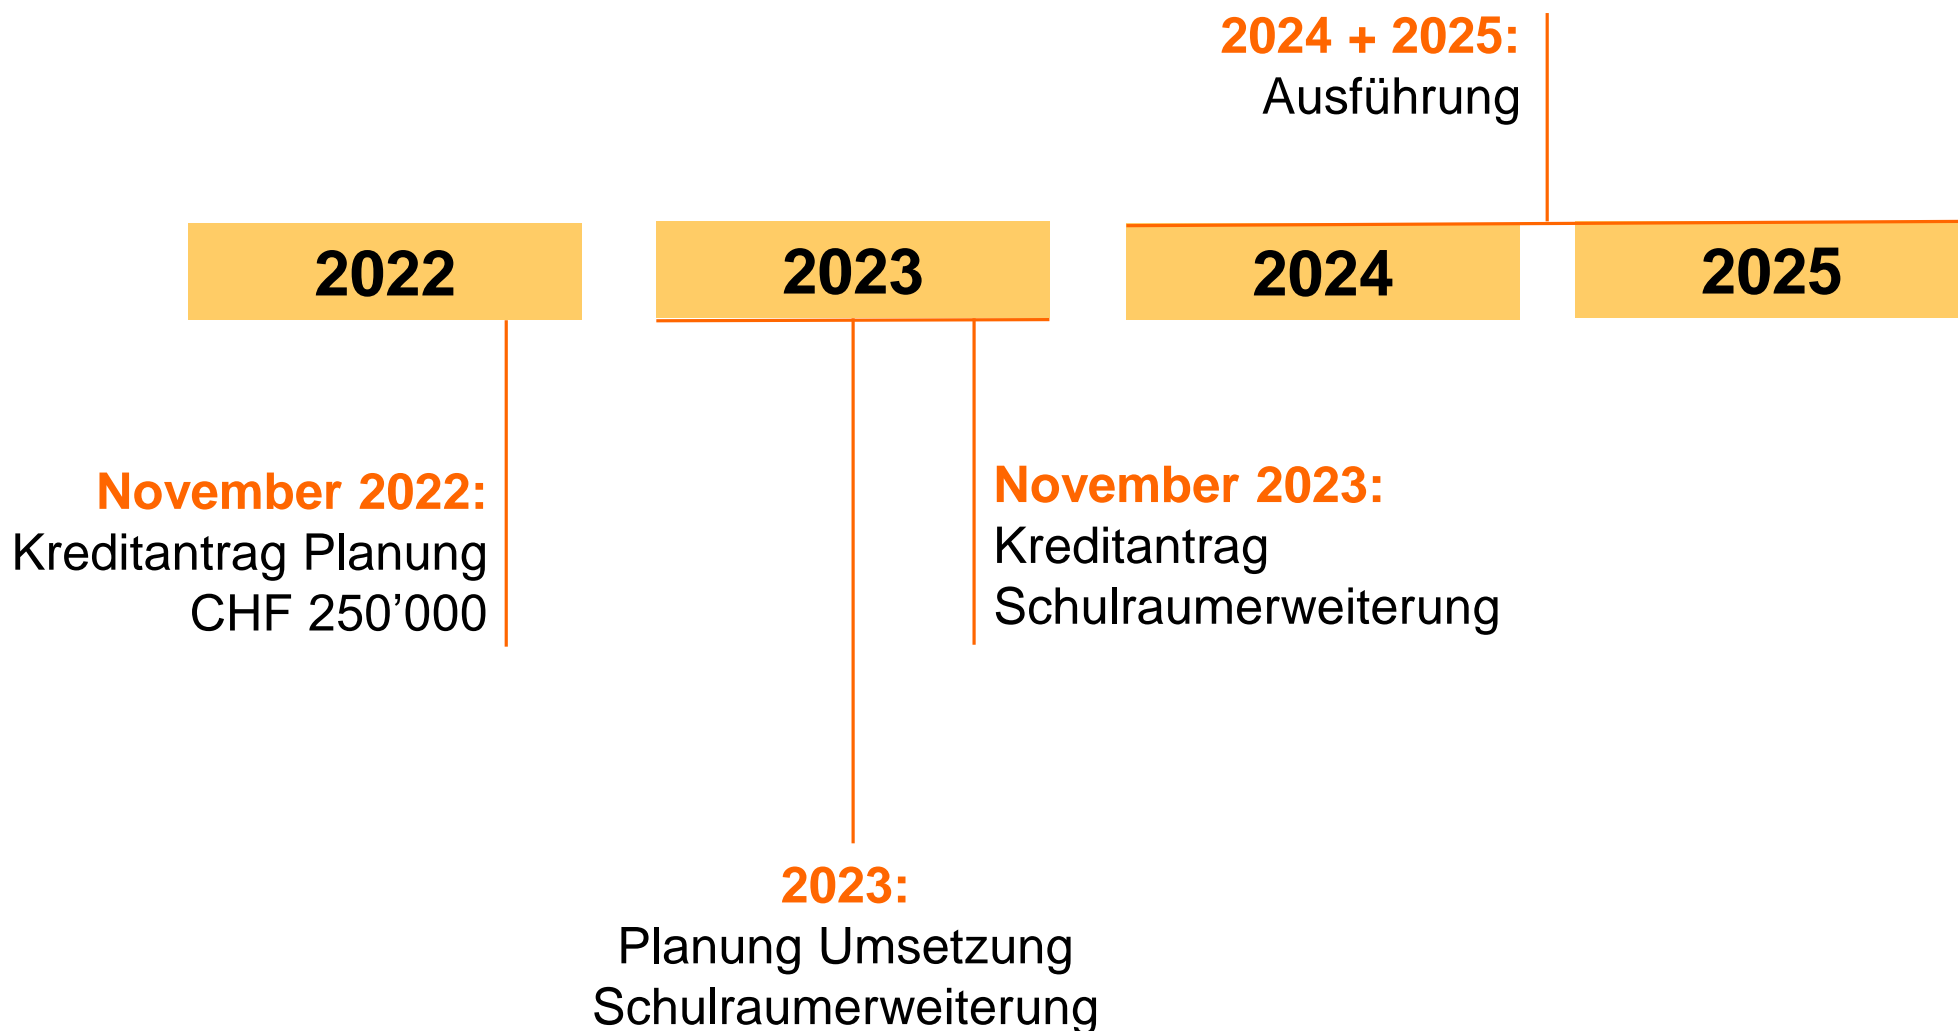 2024 + 2025:
Ausführung
2022
2023
2024
2025
November 2022:
Kreditantrag Planung
CHF 250’000
November 2023:
Kreditantrag
Schulraumerweiterung
2023:
Planung Umsetzung
Schulraumerweiterung